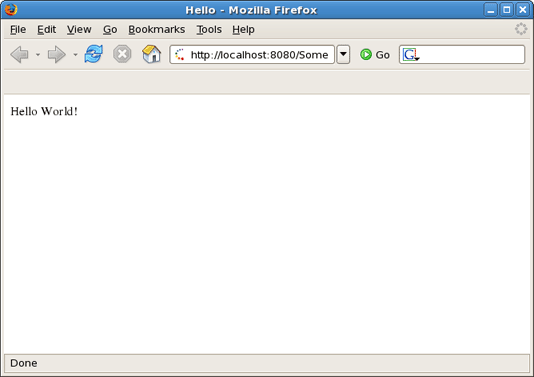 Hello - Mozilla Firefox
File Edit View Go Bookmarks Tools Help
http://localhost:8080/Some Go G
Hello World!
Done